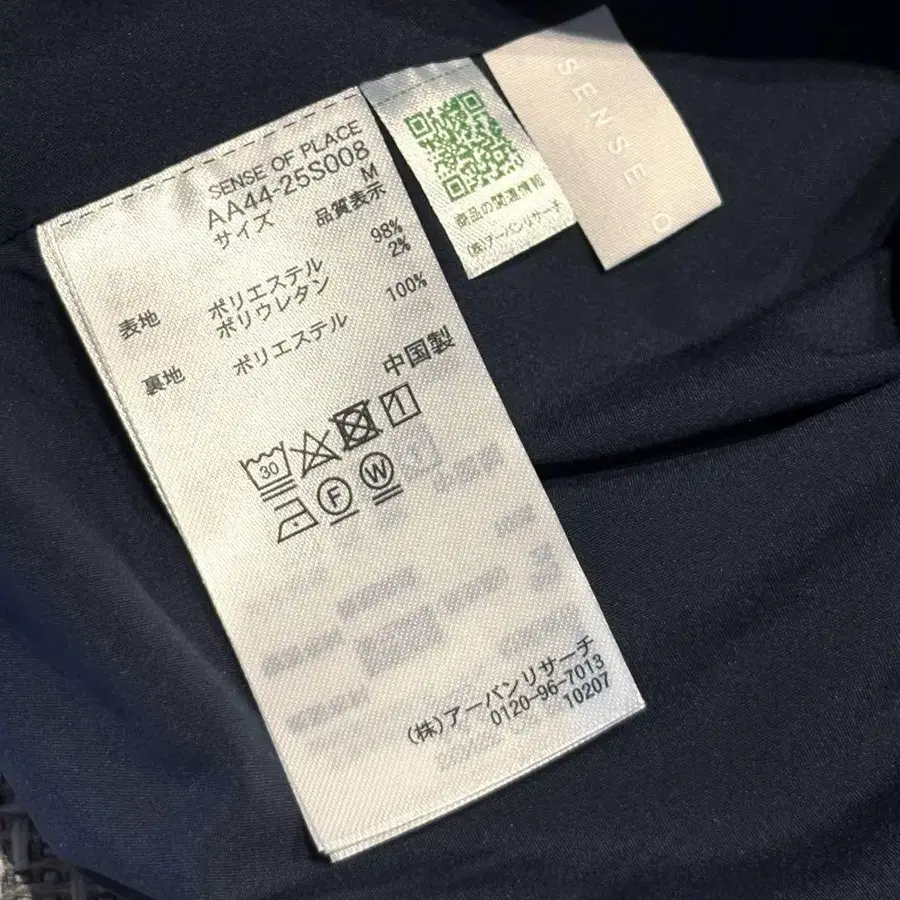 SENSE OF PLACE
AA44-25S008
サイズ M
品質表示
表地 ポリエステル 98%
ポリウレタン 2%
裏地 ポリエステル 100%
中国製
30
F W
(株)アーバンリサーチ
0120-96-7013
10207
商品の関連情報
(株)アーバンリサーチ
SENSE O